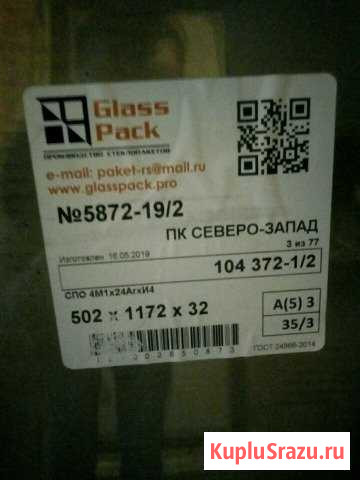 Glass
Pack
ПРОИЗВОДСТВО СТЕКЛОПАКЕТОВ
e-mail: paket-rs@mail.ru
www.glasspack.pro
№5872-19/2
ПК СЕВЕРО-ЗАПАД
3 из 77
Изготовлен 16.05.2019
104 372-1/2
СПО 4М1х24АгхИ4
502 x 1172 x 32
А(5) 3
35/3
ГОСТ 24866-2014
KupluSrazu.ru